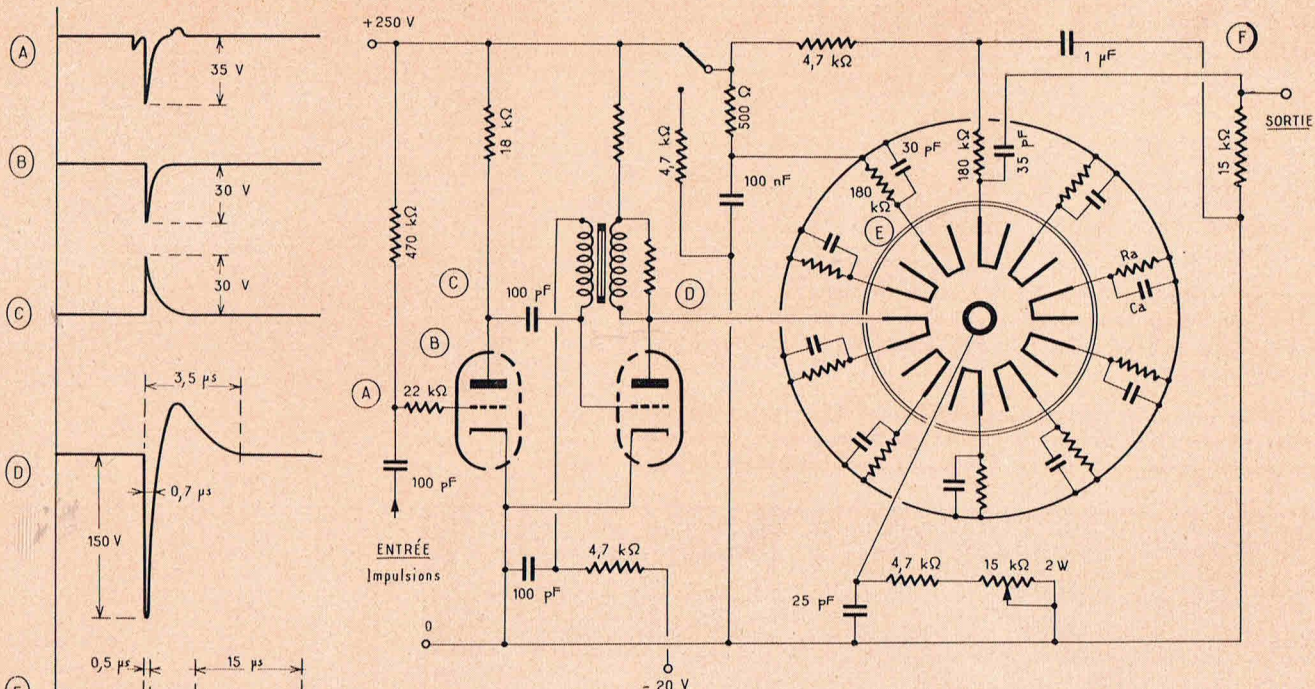 A
35 V
B
30 V
30 V
C
3,5 µs
D
0,7 µs
150 V
0,5 µs
15 µs
E
+250 V
18 kΩ
470 kΩ
C
100 pF
B
A
22 kΩ
100 pF
ENTRÉE
Impulsions
100 pF
4,7 kΩ
0
- 20 V
D
4,7 kΩ
500 Ω
100 nF
4,7 kΩ
1 µF
F
SORTIE
15 kΩ
30 pF
180 kΩ
35 pF
180
kΩ
E
Ra
Ca
4,7 kΩ
15 kΩ
2 W
25 pF